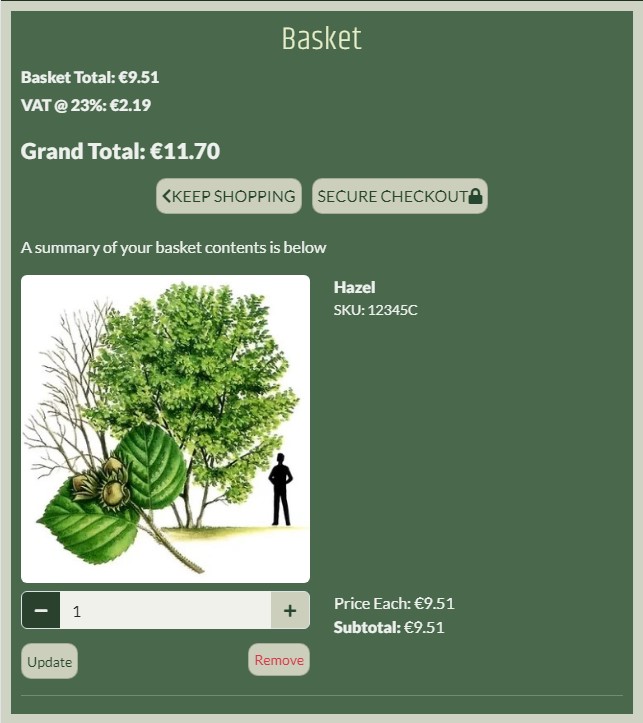 Basket
Basket Total: €9.51
VAT @ 23%: €2.19
Grand Total: €11.70
KEEP SHOPPING
SECURE CHECKOUT
A summary of your basket contents is below
Hazel
SKU: 12345C
1
Price Each: €9.51
Subtotal: €9.51
Update
Remove